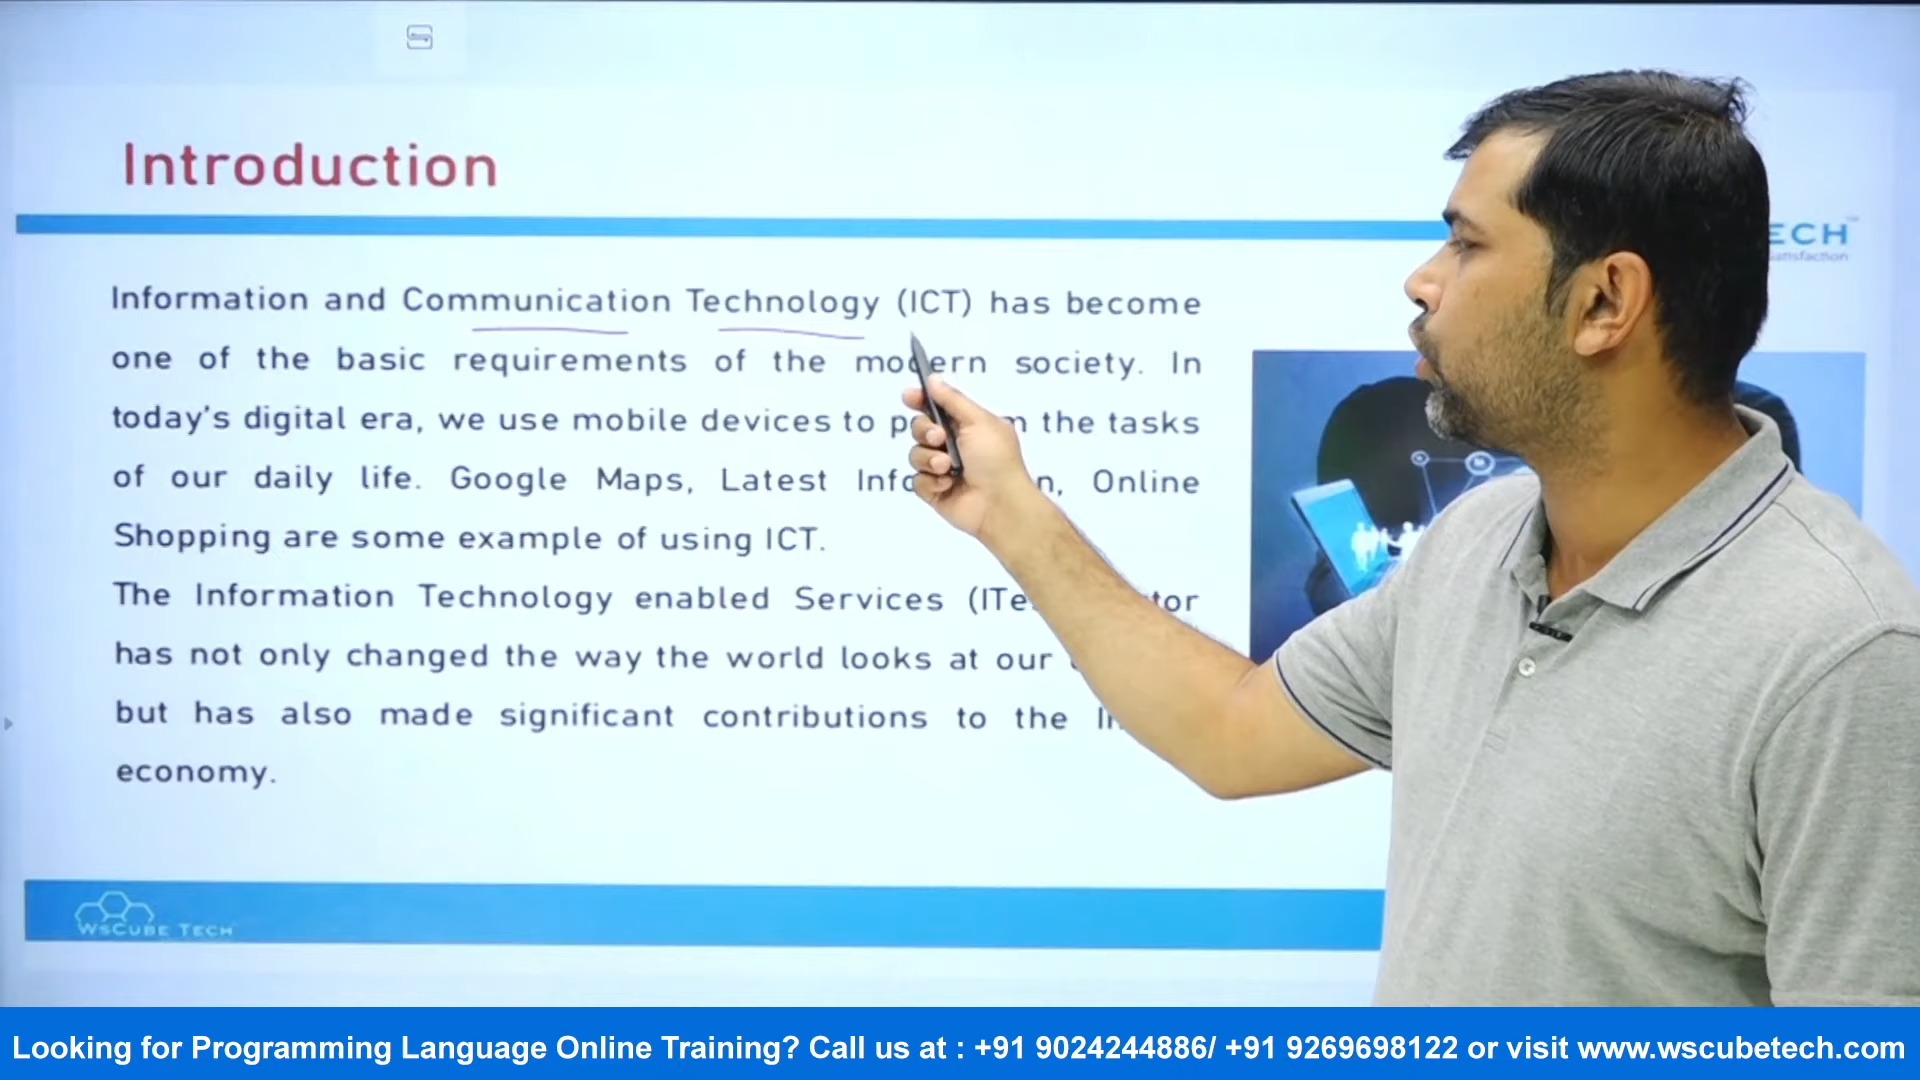 Introduction
ECH
Satisfaction
Information and Communication Technology (ICT) has become
one of the basic requirements of the modern society. In
today's digital era, we use mobile devices to the tasks
of our daily life. Google Maps, Latest Online
Shopping are some example of using ICT.
The Information Technology enabled Services
has not only changed the way the world looks at our
but has also made significant contributions to the
economy.
WSCUBE TECH
Looking for Programming Language Online Training? Call us at : +91 9024244886/ +91 9269698122 or visit www.wscubetech.com